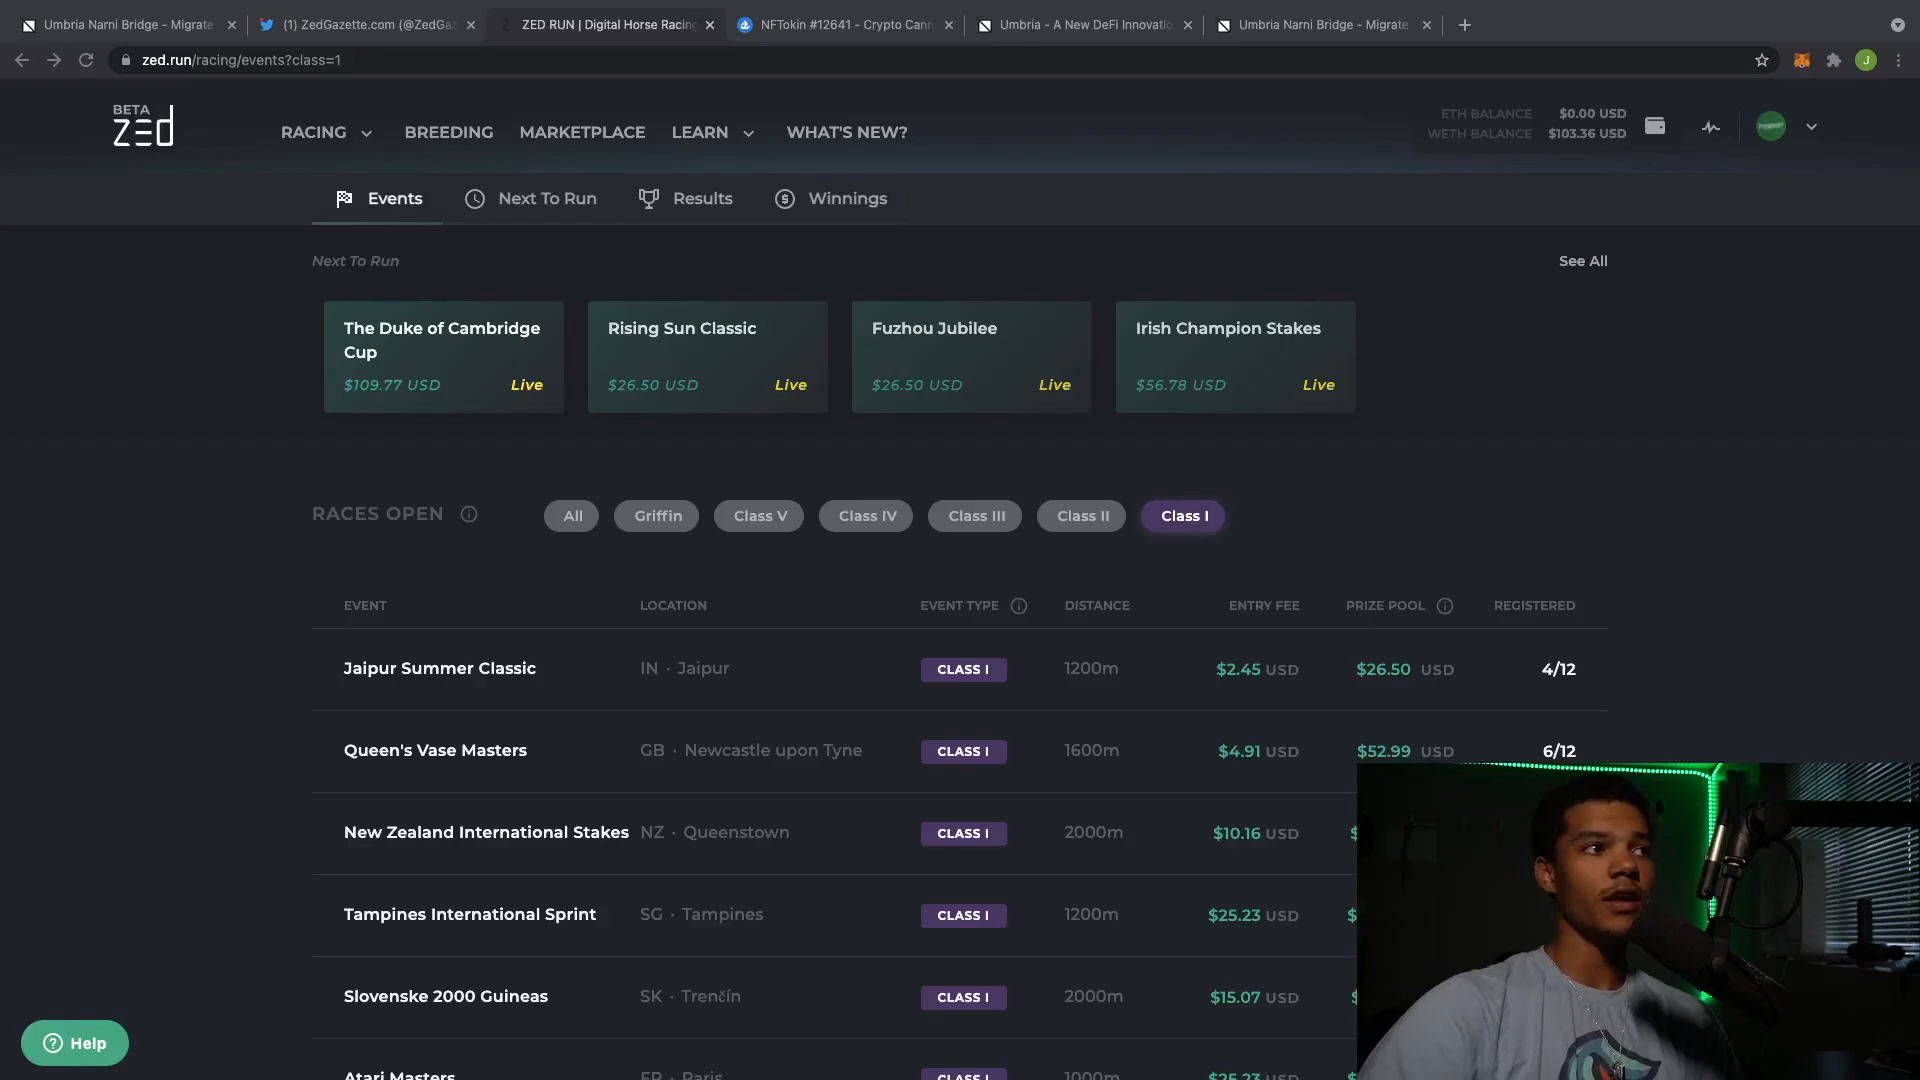 Umbria Narni Bridge - Migrate
(1) ZedGazette.com (@ZedGaz
ZED RUN | Digital Horse Racing
NFTokin #12641 - Crypto Cann
Umbria - A New DeFi Innovatio
Umbria Narni Bridge - Migrate
zed.run/racing/events?class=1
J
BETA
zed
RACING
BREEDING
MARKETPLACE
LEARN
WHAT'S NEW?
ETH BALANCE $0.00 USD
WETH BALANCE $103.36 USD
Events
Next To Run
Results
Winnings
Next To Run
See All
The Duke of Cambridge
Cup
$109.77 USD Live
Rising Sun Classic
$26.50 USD Live
Fuzhou Jubilee
$26.50 USD Live
Irish Champion Stakes
$56.78 USD Live
RACES OPEN
All
Griffin
Class V
Class IV
Class III
Class II
Class I
EVENT LOCATION EVENT TYPE DISTANCE ENTRY FEE PRIZE POOL REGISTERED
Jaipur Summer Classic IN · Jaipur CLASS I 1200m $2.45 USD $26.50 USD 4/12
Queen's Vase Masters GB · Newcastle upon Tyne CLASS I 1600m $4.91 USD $52.99 USD 6/12
New Zealand International Stakes NZ · Queenstown CLASS I 2000m $10.16 USD $
Tampines International Sprint SG · Tampines CLASS I 1200m $25.23 USD $
Slovenske 2000 Guineas SK · Trenčín CLASS I 2000m $15.07 USD $
Atari Masters FR · Paris CLASS I 1000m $25.23 USD
Help